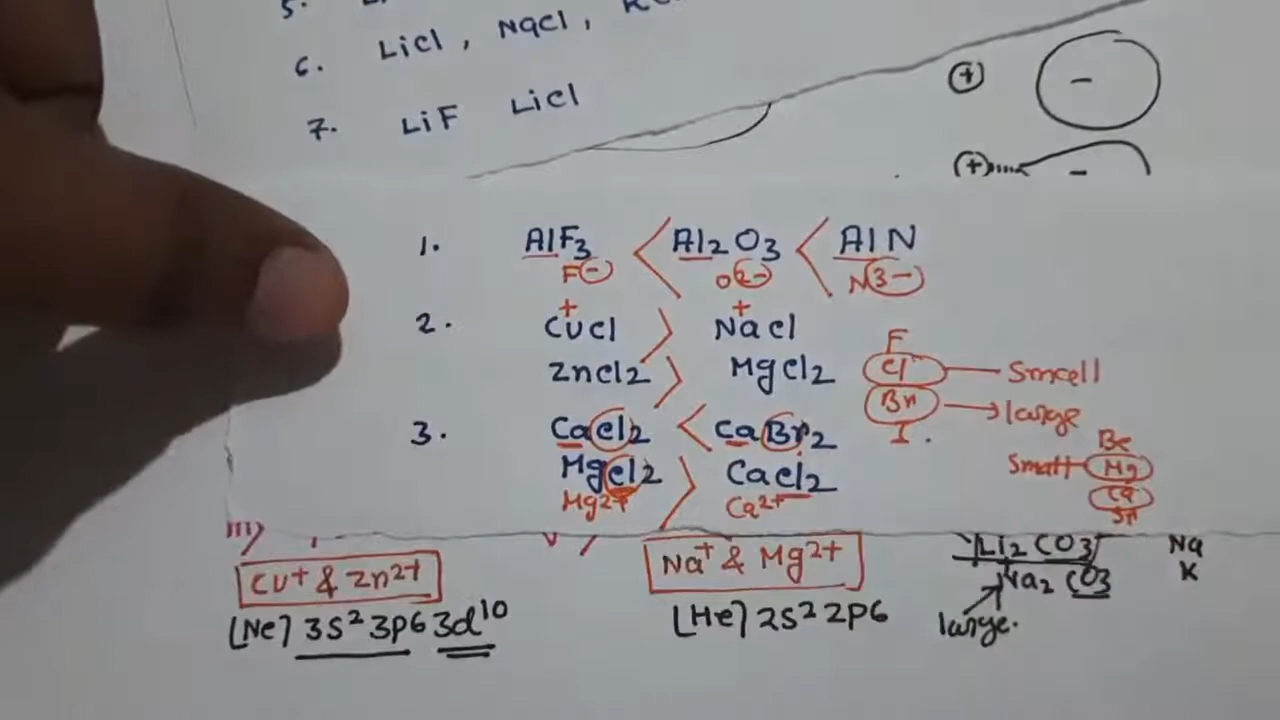 5.
6. LiCl, NaCl,
7. LiF LiCl
+ −
+ −
1. AlF3 < Al2O3 < AlN
F− O2− N3−
+ +
2. CuCl > NaCl
ZnCl2 > MgCl2
F
Cl− — Small
Br → large
I.
3. CaCl2 < CaBr2
MgCl2 > CaCl2
Mg2+ Ca2+
Be
Small Mg
Ca
Sr
Cu+ & Zn2+ Na+ & Mg2+
[Ne] 3s2 3p6 3d10 [He] 2s2 2p6
Li2CO3 Na
Na2CO3 K
large.